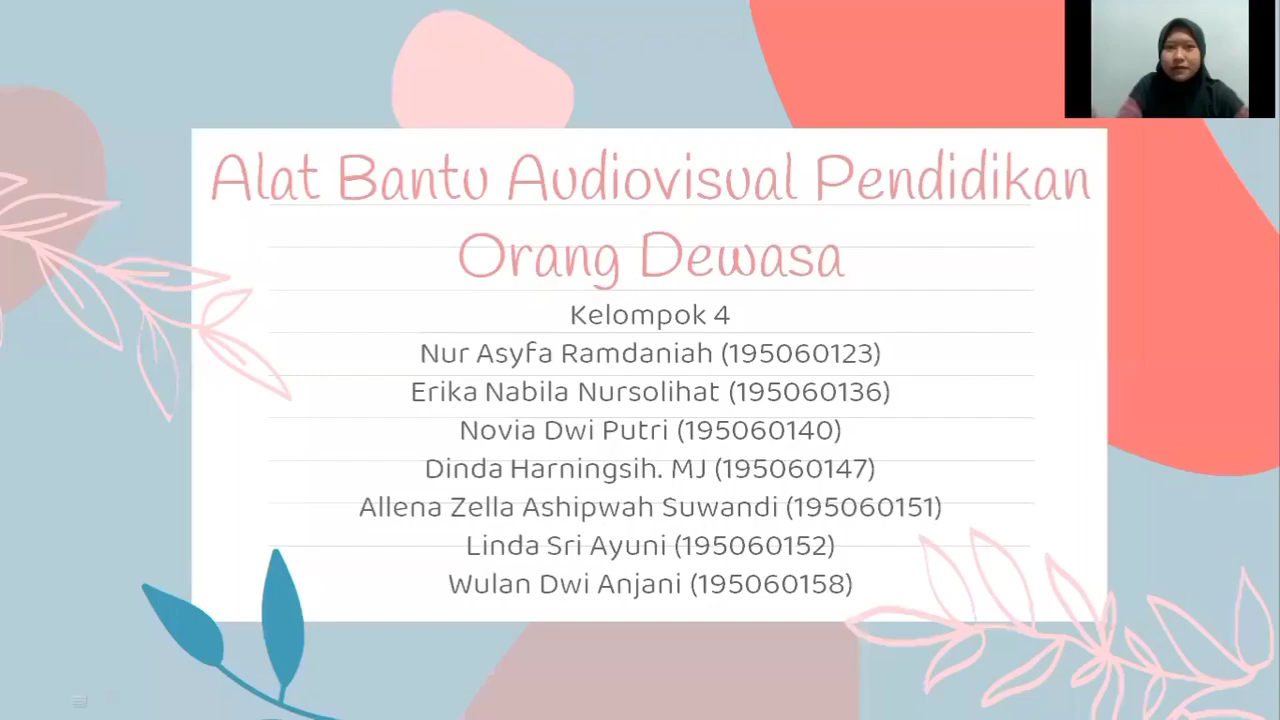 Alat Bantu Audiovisual Pendidikan
Orang Dewasa
Kelompok 4
Nur Asyfa Ramdaniah (195060123)
Erika Nabila Nursolihat (195060136)
Novia Dwi Putri (195060140)
Dinda Harningsih. MJ (195060147)
Allena Zella Ashipwah Suwandi (195060151)
Linda Sri Ayuni (195060152)
Wulan Dwi Anjani (195060158)